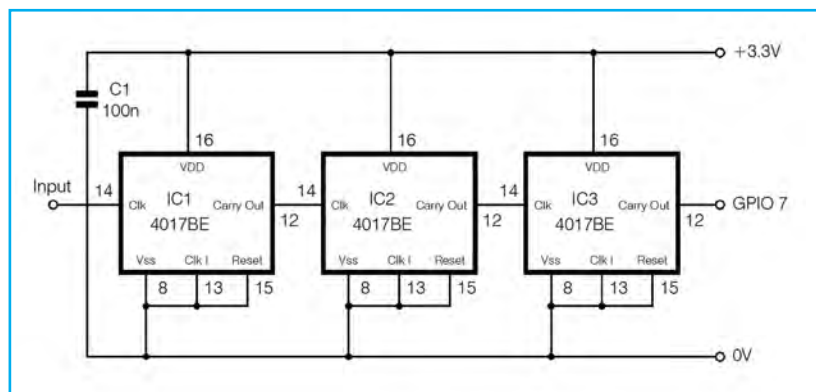 +3.3V
C1
100n
16
16
16
VDD
VDD
VDD
Input
14
Clk
IC1
4017BE
Carry Out
12
14
Clk
IC2
4017BE
Carry Out
12
14
Clk
IC3
4017BE
Carry Out
12
GPIO 7
Vss
Clk I
Reset
8
13
15
Vss
Clk I
Reset
8
13
15
Vss
Clk I
Reset
8
13
15
0V